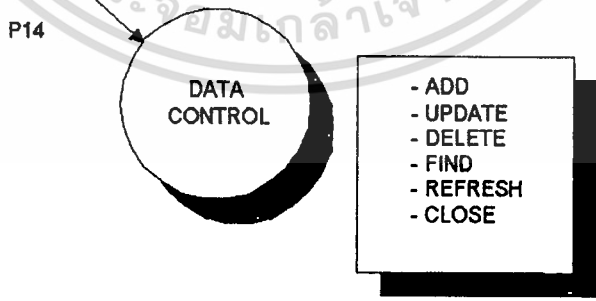 P14
DATA
CONTROL
- ADD
- UPDATE
- DELETE
- FIND
- REFRESH
- CLOSE